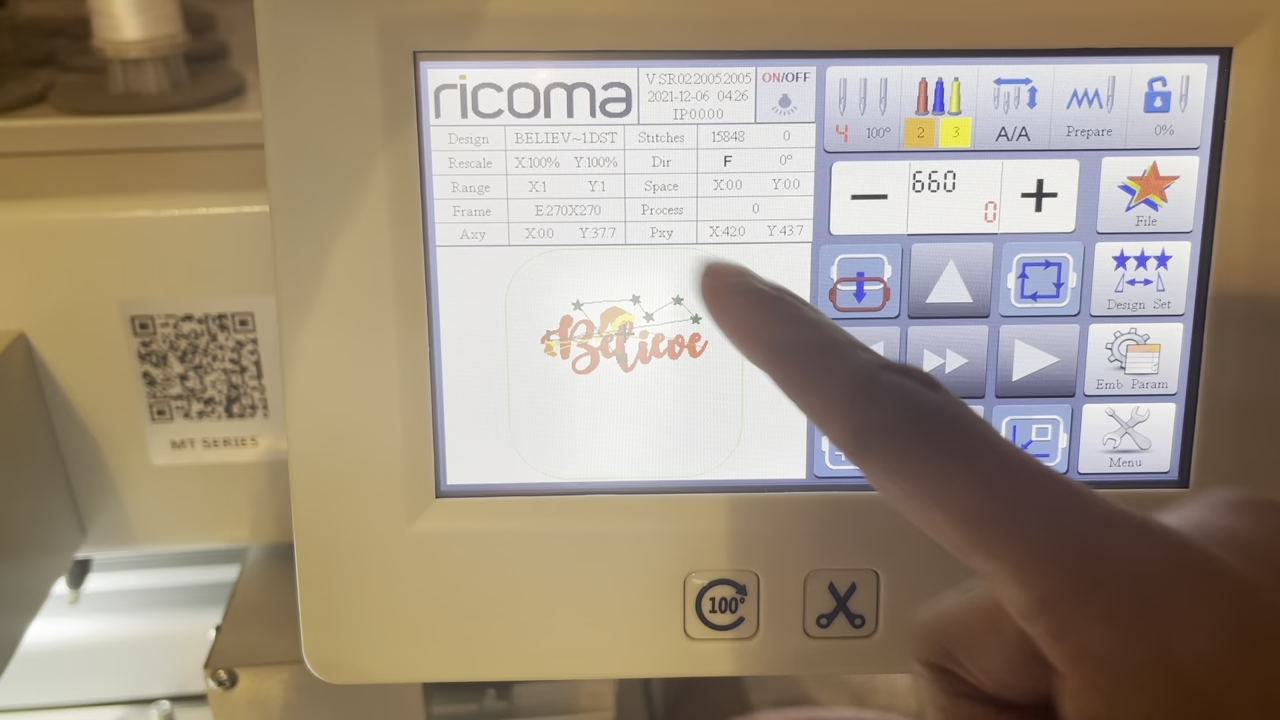 ricoma
V.SR022005.2005
2021-12-06 04:26
IP:0.0.0.0
ON/OFF
Design BELIEV~1.DST Stitches 15848 0
Rescale X:100% Y:100% Dir F 0°
Range X:1 Y:1 Space X:0.0 Y:0.0
Frame E:270X270 Process 0
Axy X:0.0 Y:37.7 Pxy X:42.0 Y:43.7
4 100°
2 3
A/A
Prepare
0%
660
0
File
Design Set
Emb Param
Menu
Believe
MT SERIES
100°